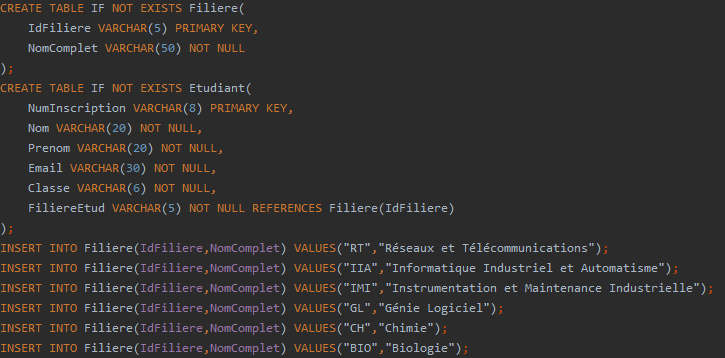 CREATE TABLE IF NOT EXISTS Filiere(
    IdFiliere VARCHAR(5) PRIMARY KEY,
    NomComplet VARCHAR(50) NOT NULL
);
CREATE TABLE IF NOT EXISTS Etudiant(
    NumInscription VARCHAR(8) PRIMARY KEY,
    Nom VARCHAR(20) NOT NULL,
    Prenom VARCHAR(20) NOT NULL,
    Email VARCHAR(30) NOT NULL,
    Classe VARCHAR(6) NOT NULL,
    FiliereEtud VARCHAR(5) NOT NULL REFERENCES Filiere(IdFiliere)
);
INSERT INTO Filiere(IdFiliere,NomComplet) VALUES("RT","Réseaux et Télécommunications");
INSERT INTO Filiere(IdFiliere,NomComplet) VALUES("IIA","Informatique Industriel et Automatisme");
INSERT INTO Filiere(IdFiliere,NomComplet) VALUES("IMI","Instrumentation et Maintenance Industrielle");
INSERT INTO Filiere(IdFiliere,NomComplet) VALUES("GL","Génie Logiciel");
INSERT INTO Filiere(IdFiliere,NomComplet) VALUES("CH","Chimie");
INSERT INTO Filiere(IdFiliere,NomComplet) VALUES("BIO","Biologie");